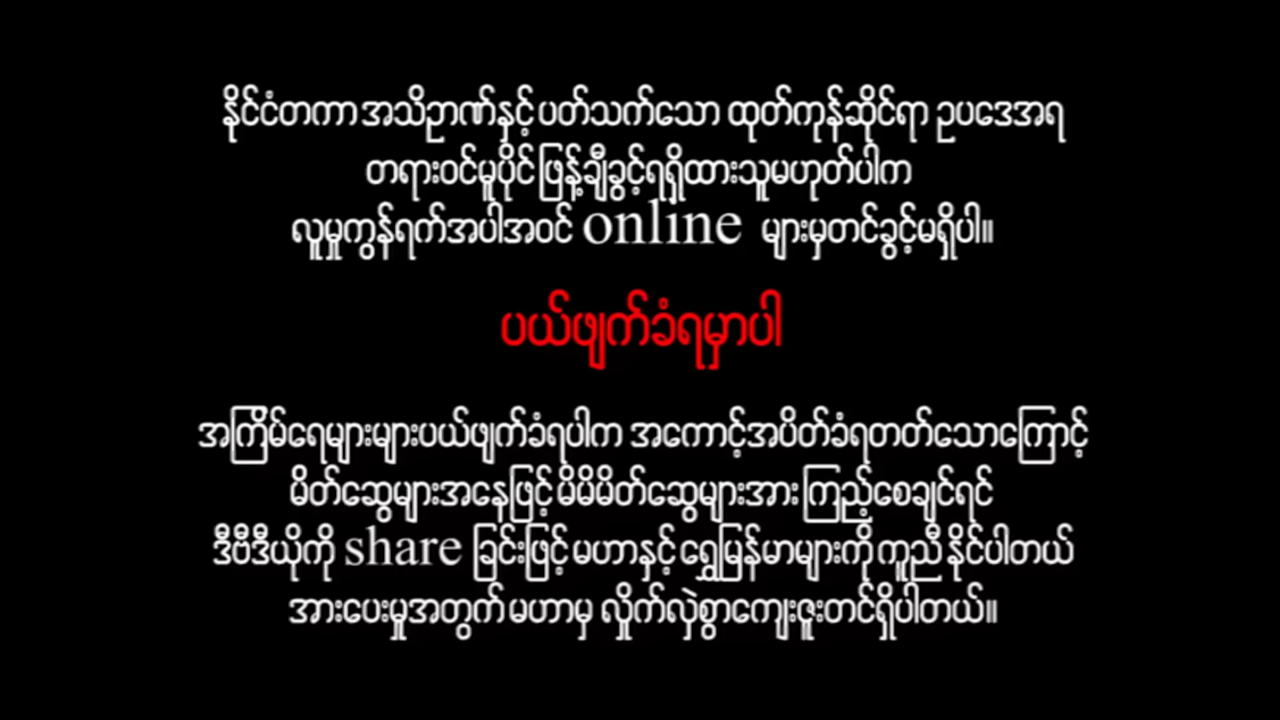 နိုင်ငံတကာ အသိဉာဏ်နှင့် ပတ်သက်သော ထုတ်ကုန်ဆိုင်ရာ ဥပဒေအရ
တရားဝင်မူပိုင် ဖြန့်ချီခွင့်ရရှိထားသူမဟုတ်ပါက
လူမှုကွန်ရက်အပါအဝင် online များမှတင်ခွင့်မရှိပါ။
ပယ်ဖျက်ခံရမှာပါ
အကြိမ်ရေများများပယ်ဖျက်ခံရပါက အကောင့်အပိတ်ခံရတတ်သောကြောင့်
မိတ်ဆွေများအနေဖြင့် မိမိမိတ်ဆွေများအား ကြည့်စေချင်ရင်
ဒီဗီဒီယိုကို share ခြင်းဖြင့် မဟာနှင့် ရွှေမြန်မာများကို ကူညီ နိုင်ပါတယ်
အားပေးမှုအတွက် မဟာမှ လှိုက်လှဲစွာကျေးဇူးတင်ရှိပါတယ်။